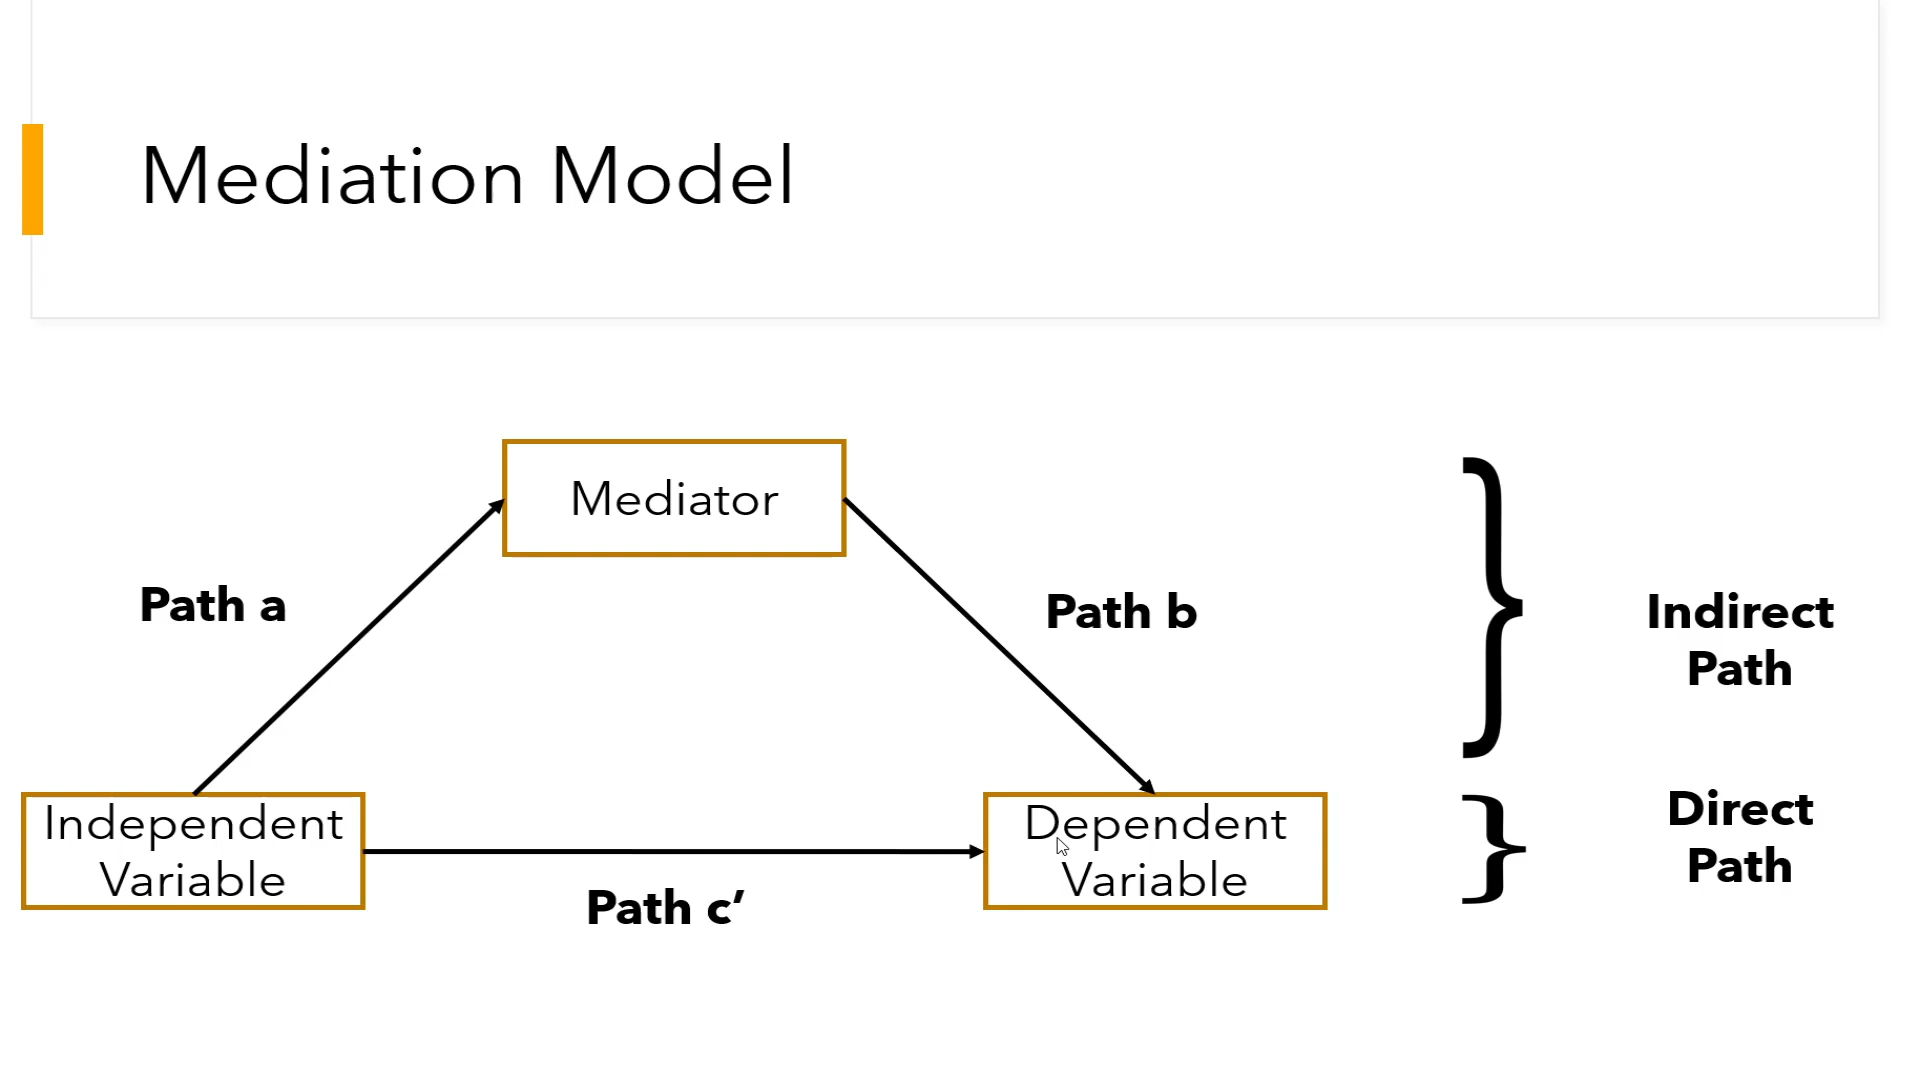 Mediation Model
Mediator
Path a
Path b
Indirect
Path
Independent
Variable
Path c’
Dependent
Variable
Direct
Path